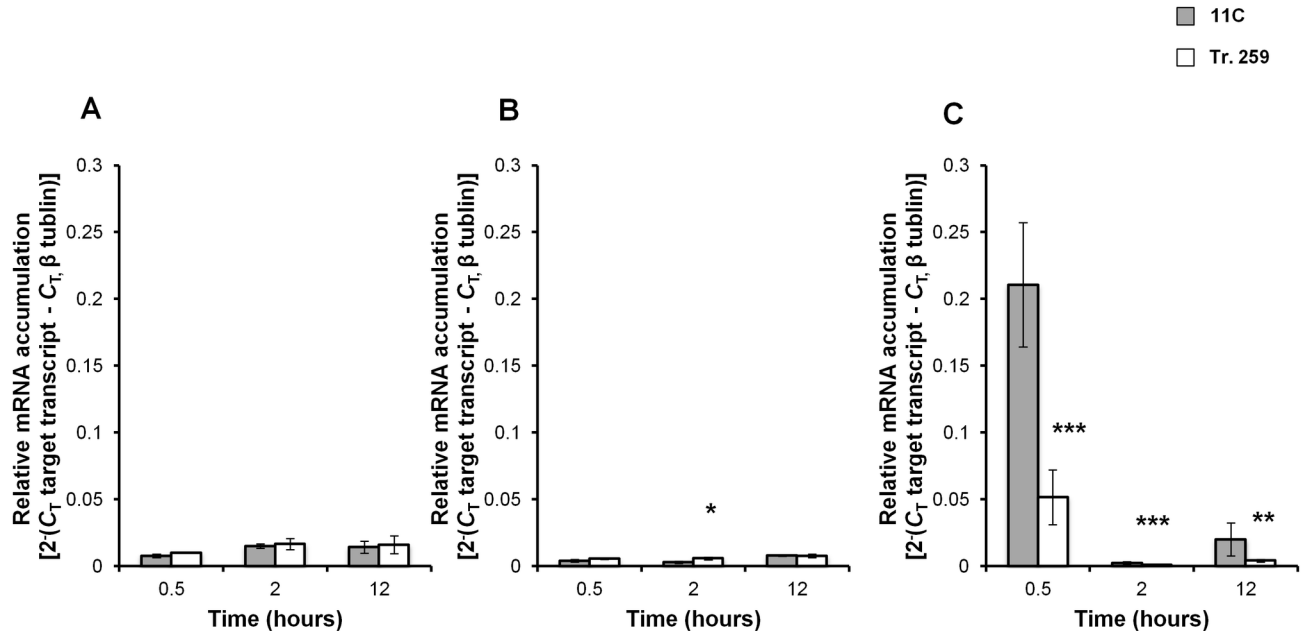 11C
Tr. 259
A
B
C
Relative mRNA accumulation
[2-(CT target transcript - CT, β tublin)]
0.3
0.25
0.2
0.15
0.1
0.05
0
0.5
2
12
Time (hours)
Relative mRNA accumulation
[2-(CT target transcript - CT, β tublin)]
0.3
0.25
0.2
0.15
0.1
0.05
0
*
0.5
2
12
Time (hours)
Relative mRNA accumulation
[2-(CT target transcript - CT, β tublin)]
0.3
0.25
0.2
0.15
0.1
0.05
0
***
***
**
0.5
2
12
Time (hours)